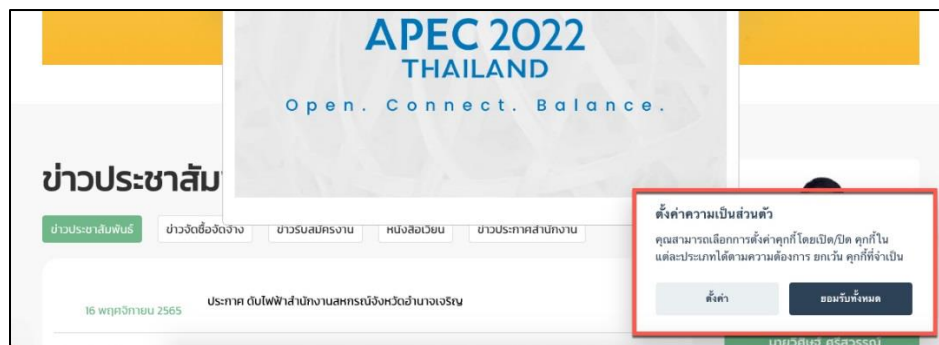 APEC 2022
THAILAND
Open. Connect. Balance.
ข่าวประชาสัม
ข่าวประชาสัมพันธ์ ข่าวจัดซื้อจัดจ้าง ข่าวรับสมัครงาน หนังสือเวียน ข่าวประกาศสำนักงาน
16 พฤศจิกายน 2565 ประกาศ ดับไฟฟ้าสำนักงานสหกรณ์จังหวัดอำนาจเจริญ
ตั้งค่าความเป็นส่วนตัว
คุณสามารถเลือกการตั้งค่าคุกกี้โดยเปิด/ปิด คุกกี้ใน
แต่ละประเภทได้ตามความต้องการ ยกเว้น คุกกี้ที่จำเป็น
ตั้งค่า ยอมรับทั้งหมด